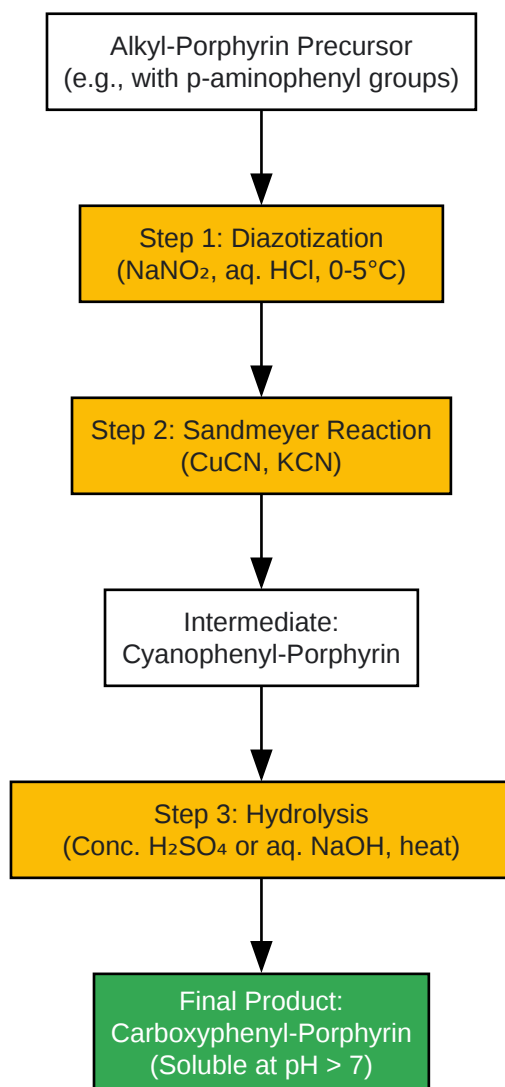 Alkyl-Porphyrin Precursor
(e.g., with p-aminophenyl groups)
Step 1: Diazotization
(NaNO₂, aq. HCl, 0-5°C)
Step 2: Sandmeyer Reaction
(CuCN, KCN)
Intermediate:
Cyanophenyl-Porphyrin
Step 3: Hydrolysis
(Conc. H₂SO₄ or aq. NaOH, heat)
Final Product:
Carboxyphenyl-Porphyrin
(Soluble at pH > 7)